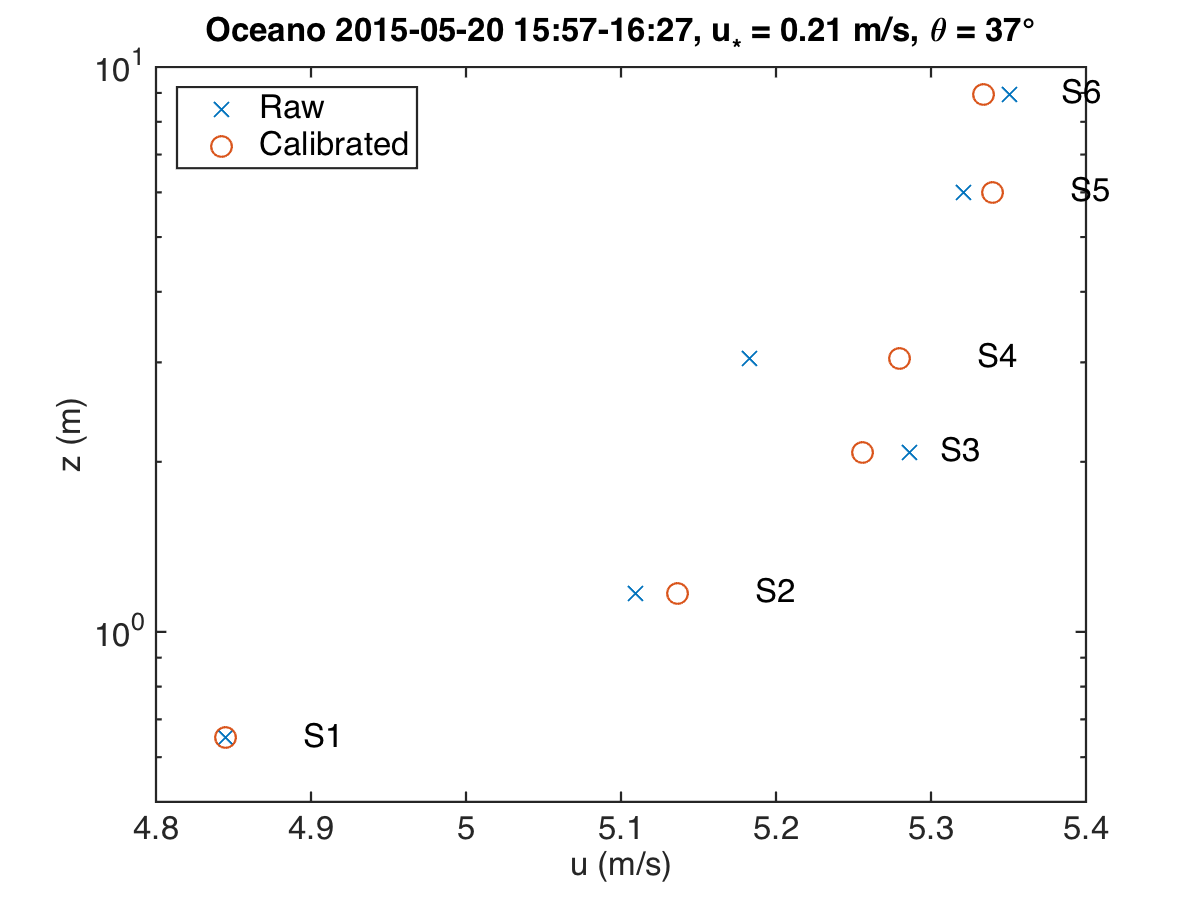 Oceano 2015-05-20 15:57-16:27, u* = 0.21 m/s, θ = 37°
10¹
Raw
Calibrated
S6
S5
S4
S3
S2
10⁰
S1
z (m)
4.8 4.9 5 5.1 5.2 5.3 5.4
u (m/s)